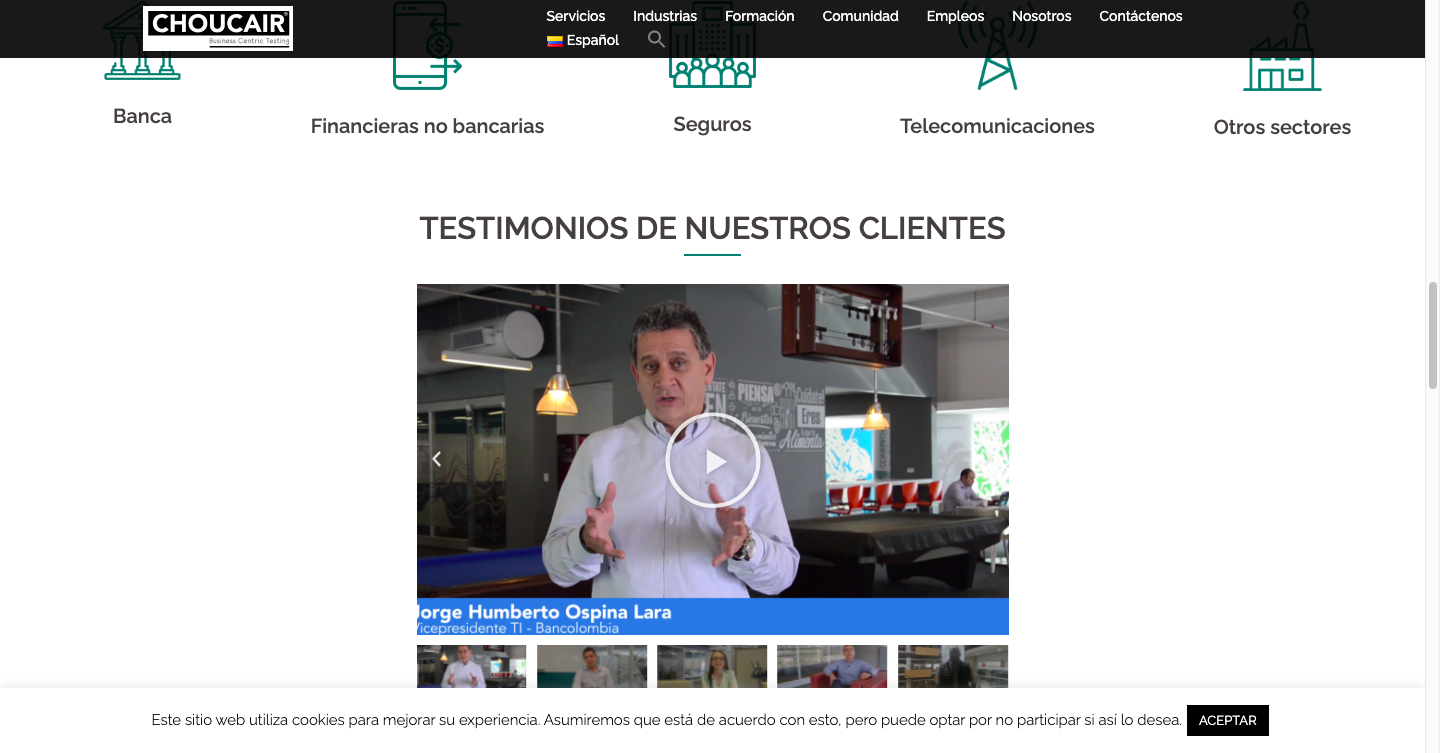 CHOUCAIR
Business Centric Testing
Servicios Industrias Formación Comunidad Empleos Nosotros Contáctenos
Español
Banca
Financieras no bancarias
Seguros
Telecomunicaciones
Otros sectores
TESTIMONIOS DE NUESTROS CLIENTES
PIENSA
Cuidate!
Eres
Alimenta
Jorge Humberto Ospina Lara
Vicepresidente TI - Bancolombia
Este sitio web utiliza cookies para mejorar su experiencia. Asumiremos que está de acuerdo con esto, pero puede optar por no participar si así lo desea. ACEPTAR